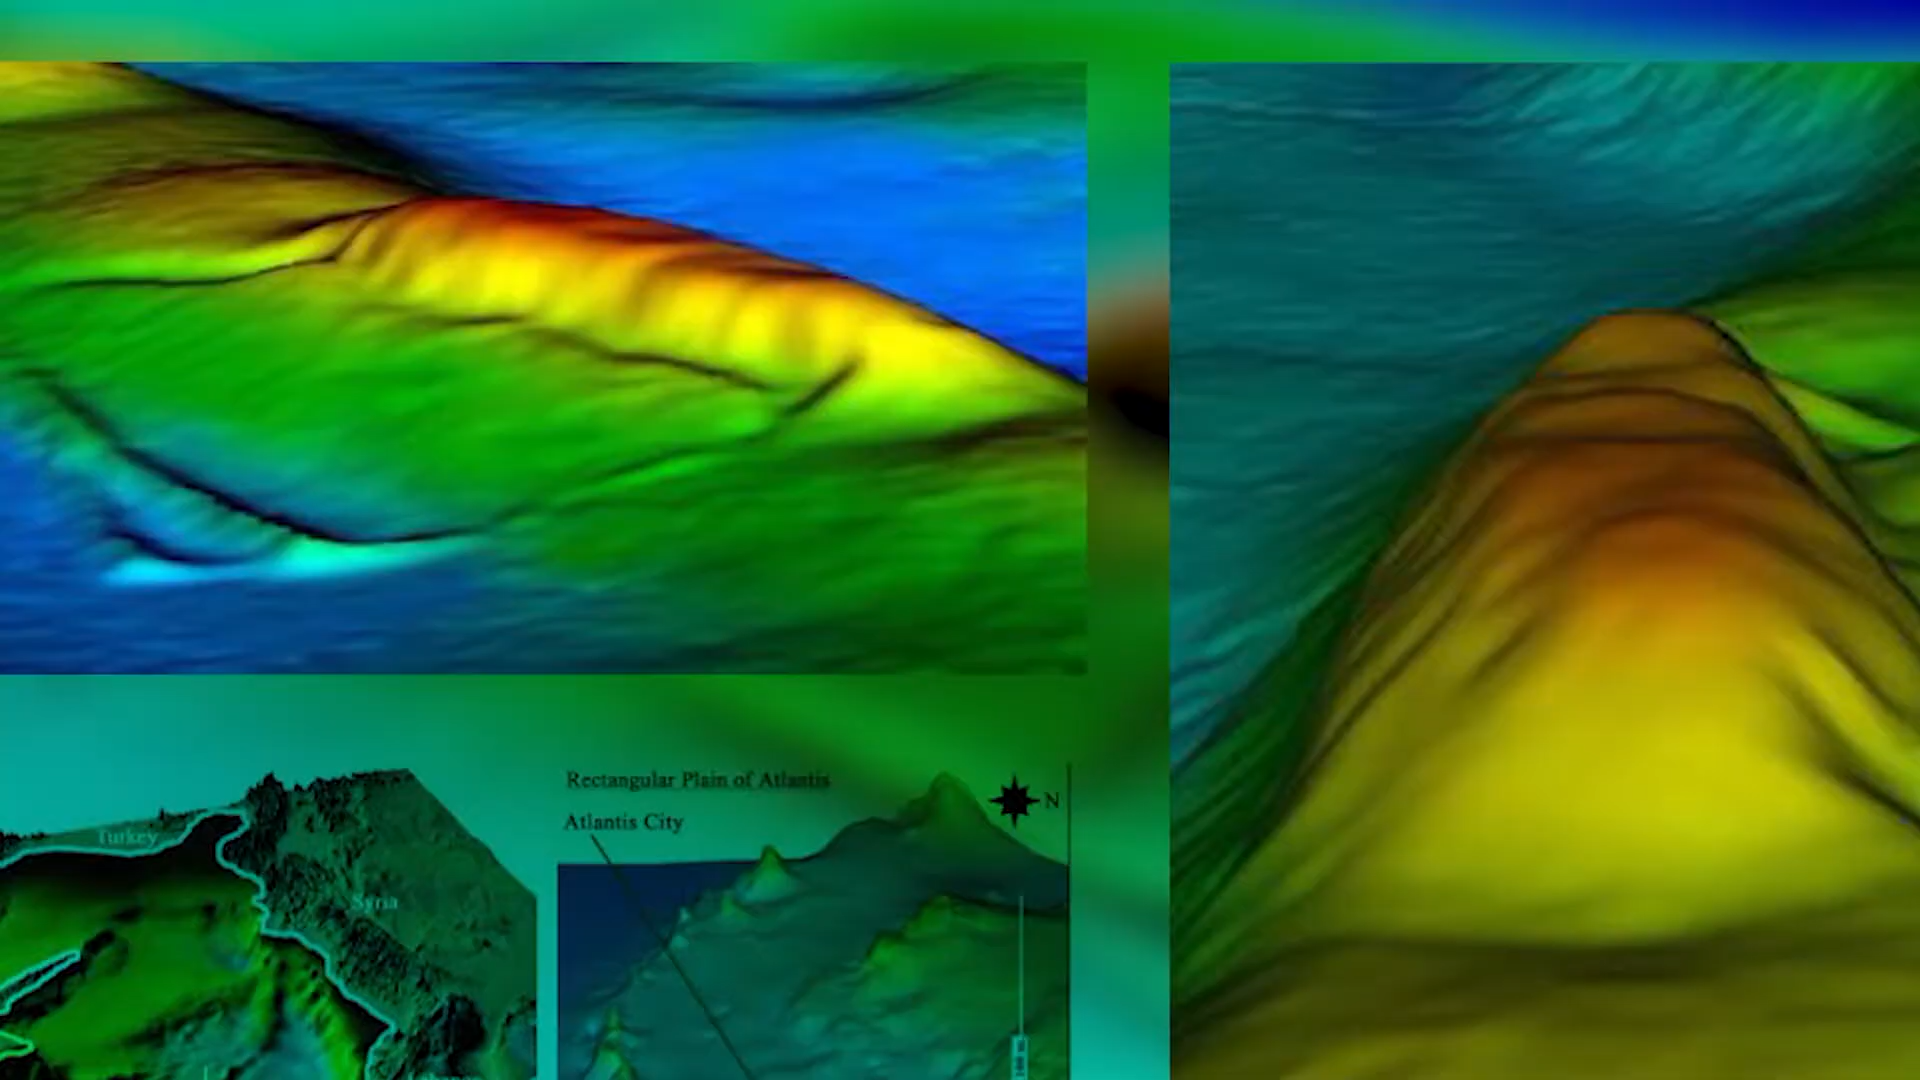 Rectangular Plain of Atlantis
Atlantis City
N
Turkey
Syria